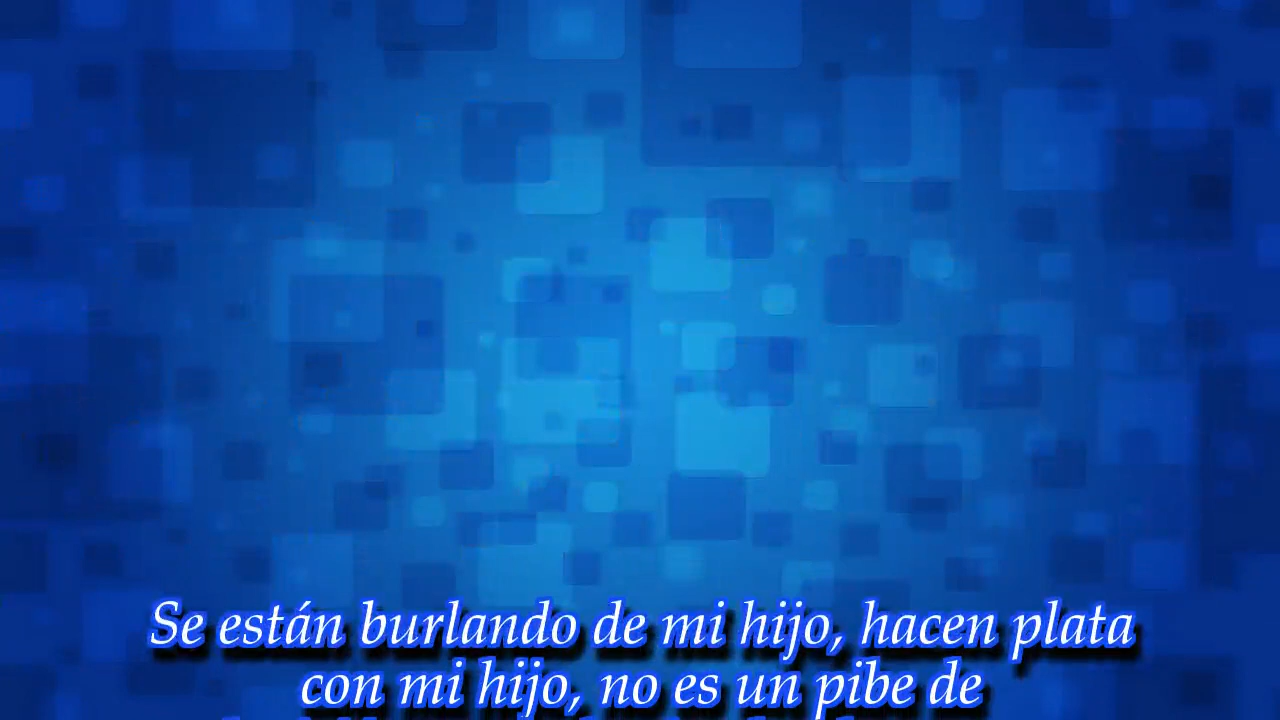 Se están burlando de mi hijo, hacen plata
con mi hijo, no es un pibe de